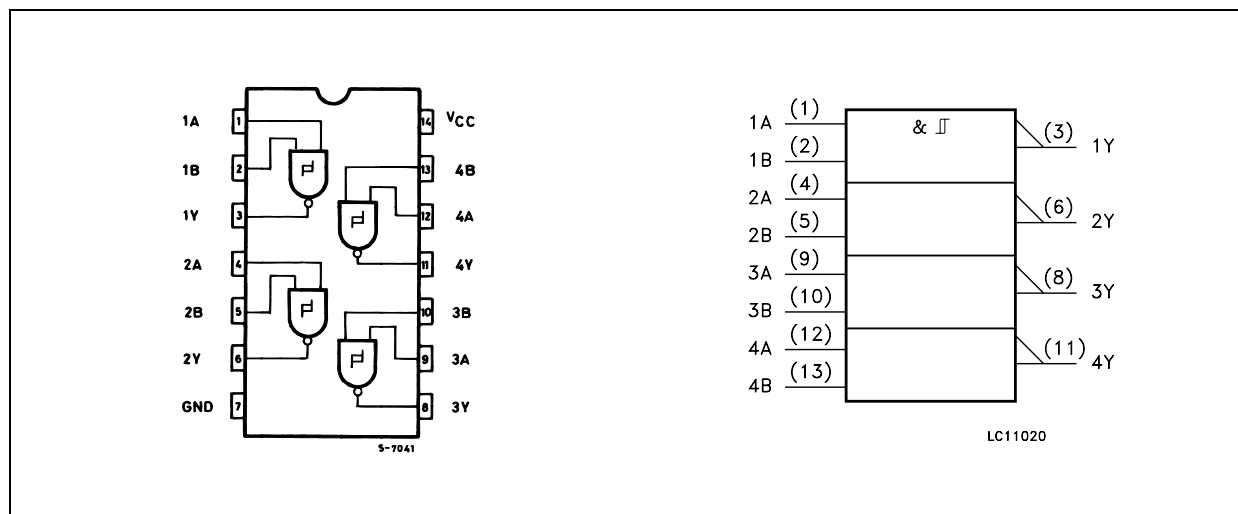 1A 1 14 VCC
1B 2 13 4B
1Y 3 12 4A
2A 4 11 4Y
2B 5 10 3B
2Y 6 9 3A
GND 7 8 3Y
S-7041
& 
1A (1)
1B (2)
2A (4)
2B (5)
3A (9)
3B (10)
4A (12)
4B (13)
(3) 1Y
(6) 2Y
(8) 3Y
(11) 4Y
LC11020